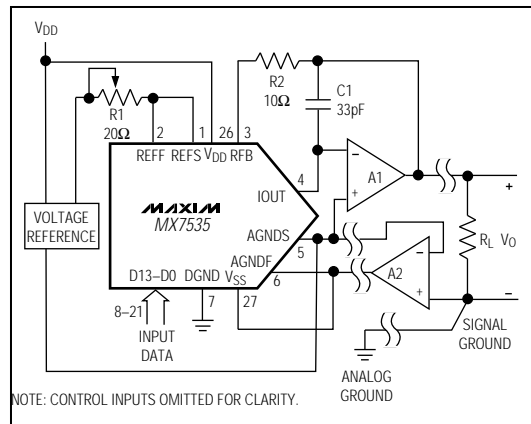 VDD
R2
10Ω
C1
33pF
R1
20Ω
2
1
26
3
REFF
REFS
VDD
RFB
4
IOUT
A1
+
MAXIM
MX7535
VOLTAGE
REFERENCE
AGNDS
5
AGNDF
6
A2
RL
VO
D13–D0
DGND
VSS
27
8–21
7
INPUT
DATA
SIGNAL
GROUND
ANALOG
GROUND
NOTE: CONTROL INPUTS OMITTED FOR CLARITY.